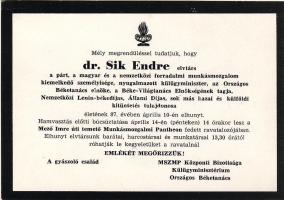 Mély megrendüléssel tudatjuk, hogy
dr. Sik Endre elvtárs
a párt, a magyar és a nemzetközi forradalmi munkásmozgalom
kiemelkedő személyisége, nyugalmazott külügyminiszter, az Országos
Béketanács elnöke, a Béke-Világtanács Elnökségének tagja,
Nemzetközi Lenin-békedíjas, Állami Díjas, sok más hazai és külföldi
kitüntetés tulajdonosa
életének 87. évében április 10-én elhunyt.
Hamvasztás előtti búcsúztatása április 14-én (pénteken) 14 órakor lesz a
Mező Imre úti temető Munkásmozgalmi Pantheon fedett ravatalozójában
Elhunyt elvtársunk barátai, harcostársai és munkatársai 13,30 órától
róhatják le kegyeletüket a ravatalnál
EMLÉKÉT MEGŐRIZZÜK!
A gyászoló család
MSZMP Központi Bizottsága
Külügyminisztérium
Országos Béketanács